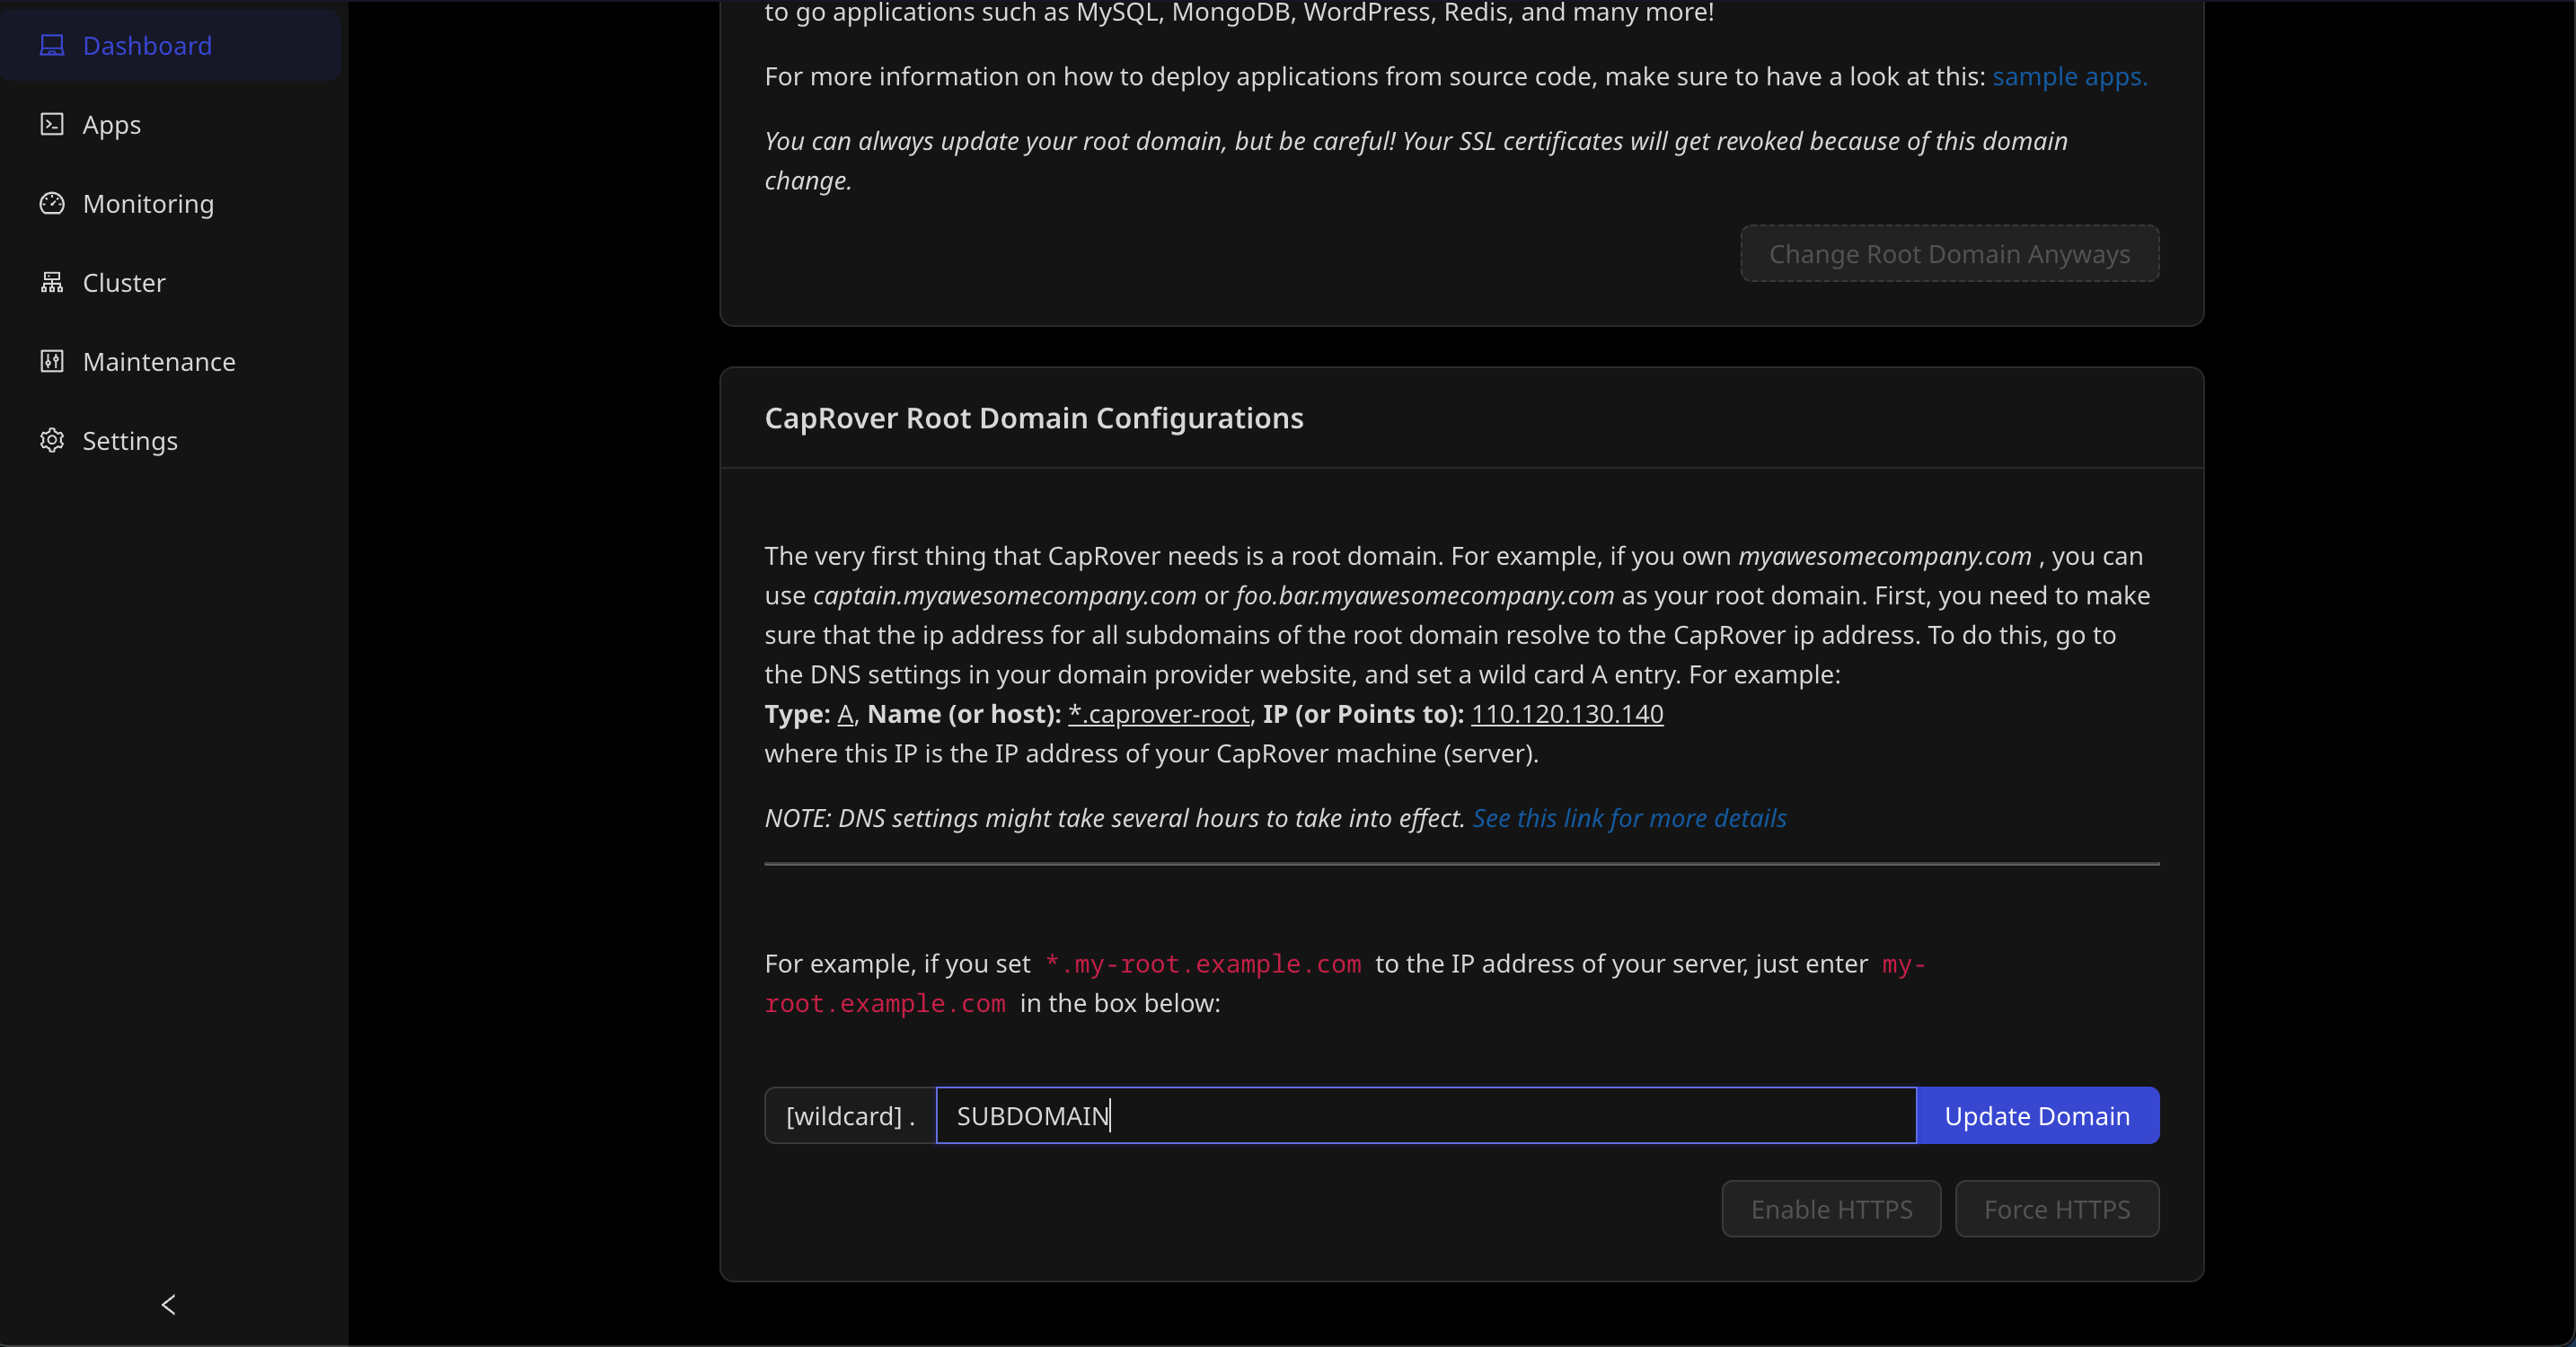 Dashboard
Apps
Monitoring
Cluster
Maintenance
Settings
to go applications such as MySQL, MongoDB, WordPress, Redis, and many more!
For more information on how to deploy applications from source code, make sure to have a look at this: sample apps.
You can always update your root domain, but be careful! Your SSL certificates will get revoked because of this domain
change.
Change Root Domain Anyways
CapRover Root Domain Configurations
The very first thing that CapRover needs is a root domain. For example, if you own myawesomecompany.com , you can
use captain.myawesomecompany.com or foo.bar.myawesomecompany.com as your root domain. First, you need to make
sure that the ip address for all subdomains of the root domain resolve to the CapRover ip address. To do this, go to
the DNS settings in your domain provider website, and set a wild card A entry. For example:
Type: A, Name (or host): *.caprover-root, IP (or Points to): 110.120.130.140
where this IP is the IP address of your CapRover machine (server).
NOTE: DNS settings might take several hours to take into effect. See this link for more details
For example, if you set *.my-root.example.com to the IP address of your server, just enter my-
root.example.com in the box below:
[wildcard] . SUBDOMAIN Update Domain
Enable HTTPS Force HTTPS